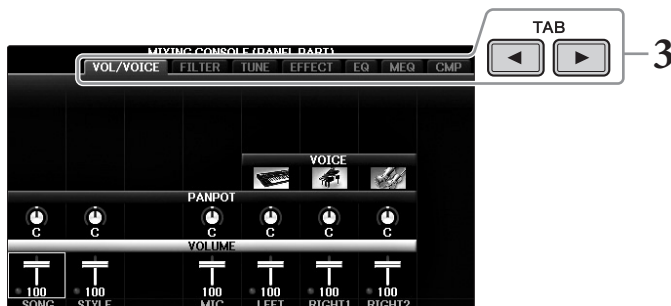 TAB
3
MIXING CONSOLE (PANEL PART)
VOL/VOICE FILTER TUNE EFFECT EQ MEQ CMP
VOICE
PANPOT
C C C C C C
VOLUME
100 100 100 100 100 100
SONG STYLE MIC LEFT RIGHT1 RIGHT2